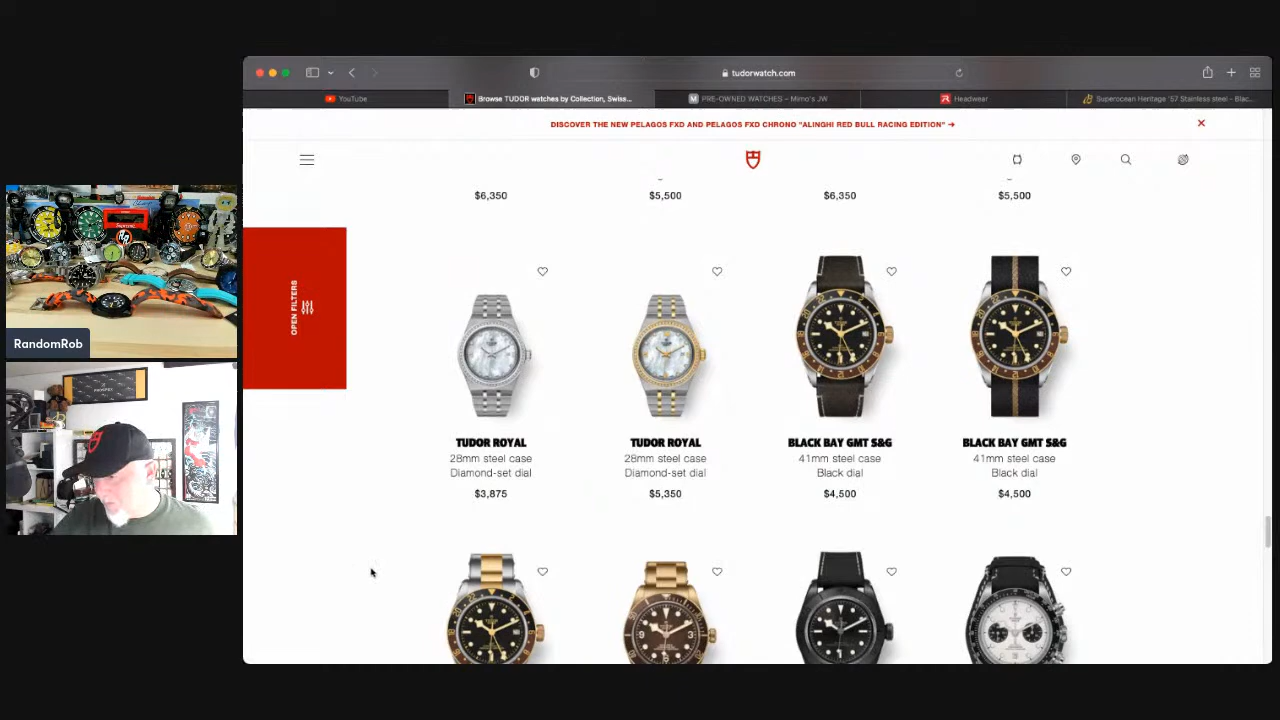 tudorwatch.com
YouTube
Browse TUDOR watches by Collection, Swiss...
PRE-OWNED WATCHES – Mimo's JW
Headwear
Superocean Heritage '57 Stainless steel - Blac...
DISCOVER THE NEW PELAGOS FXD AND PELAGOS FXD CHRONO "ALINGHI RED BULL RACING EDITION" →
$6,350
$5,500
$6,350
$5,500
OPEN FILTERS
RandomRob
TUDOR ROYAL
28mm steel case
Diamond-set dial
$3,875
TUDOR ROYAL
28mm steel case
Diamond-set dial
$5,350
BLACK BAY GMT S&G
41mm steel case
Black dial
$4,500
BLACK BAY GMT S&G
41mm steel case
Black dial
$4,500